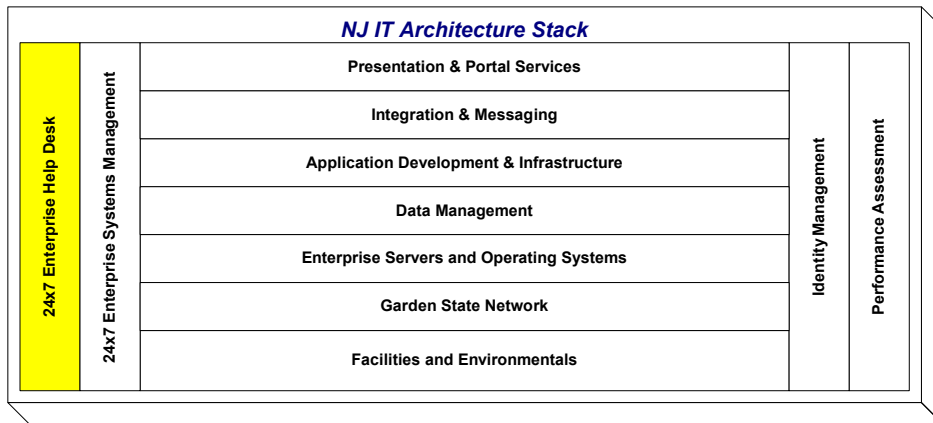 NJ IT Architecture Stack
24x7 Enterprise Help Desk
24x7 Enterprise Systems Management
Presentation & Portal Services
Integration & Messaging
Application Development & Infrastructure
Data Management
Enterprise Servers and Operating Systems
Garden State Network
Facilities and Environmentals
Identity Management
Performance Assessment